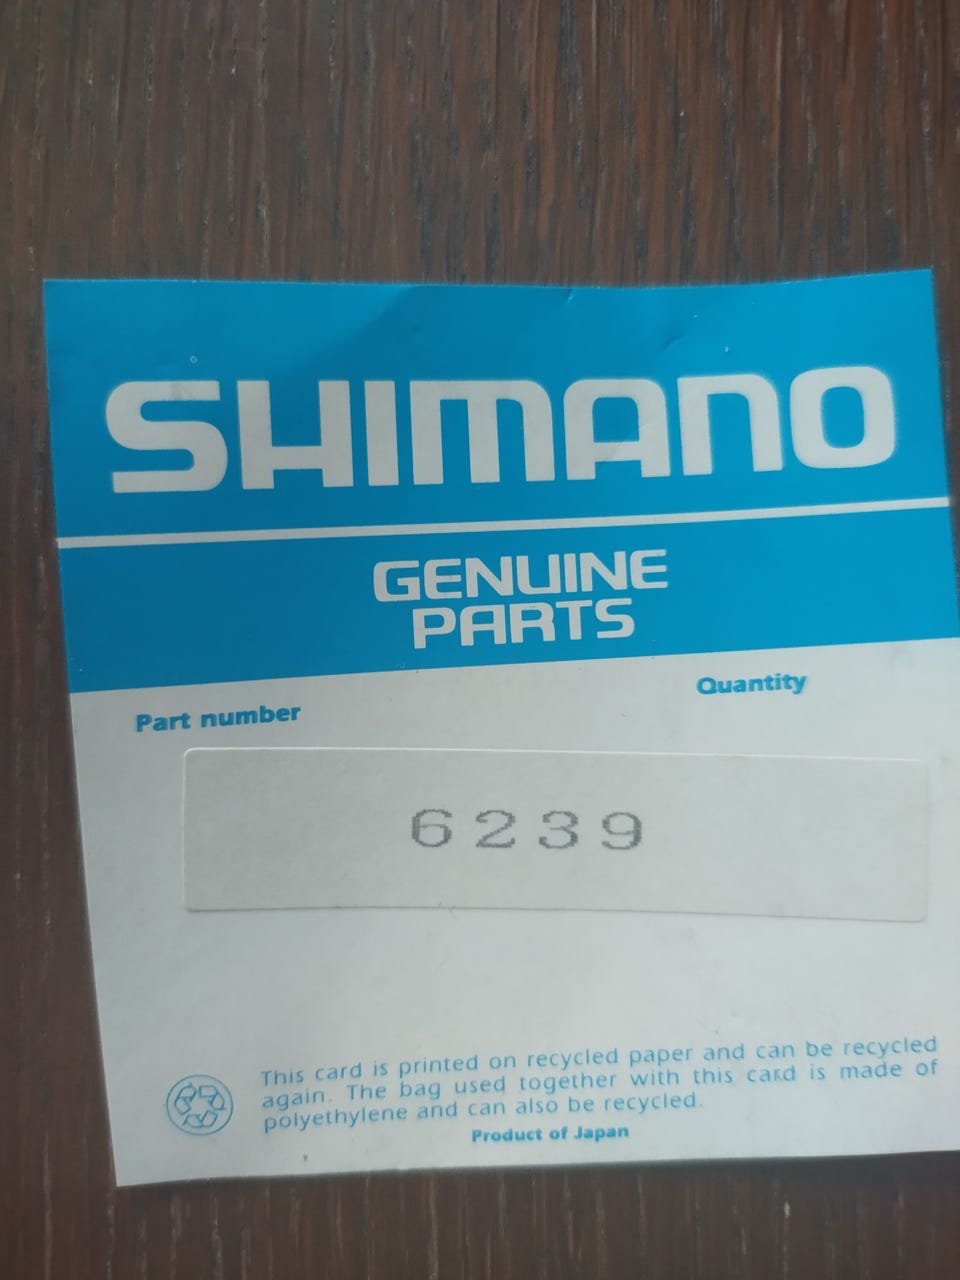 SHIMANO
GENUINE
PARTS
Quantity
Part number
6239
This card is printed on recycled paper and can be recycled
again. The bag used together with this card is made of
polyethylene and can also be recycled.
Product of Japan